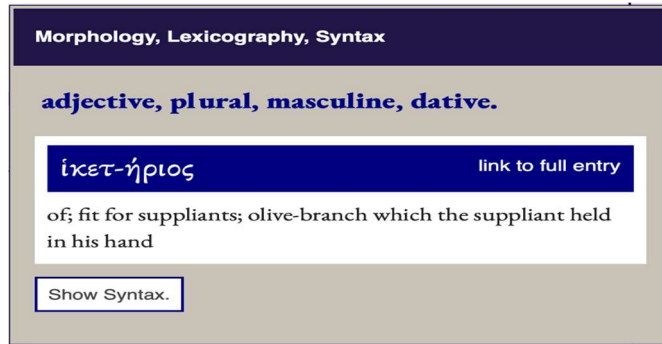 Morphology, Lexicography, Syntax
adjective, plural, masculine, dative.
ἱκετ-ήριος link to full entry
of; fit for suppliants; olive-branch which the suppliant held
in his hand
Show Syntax.